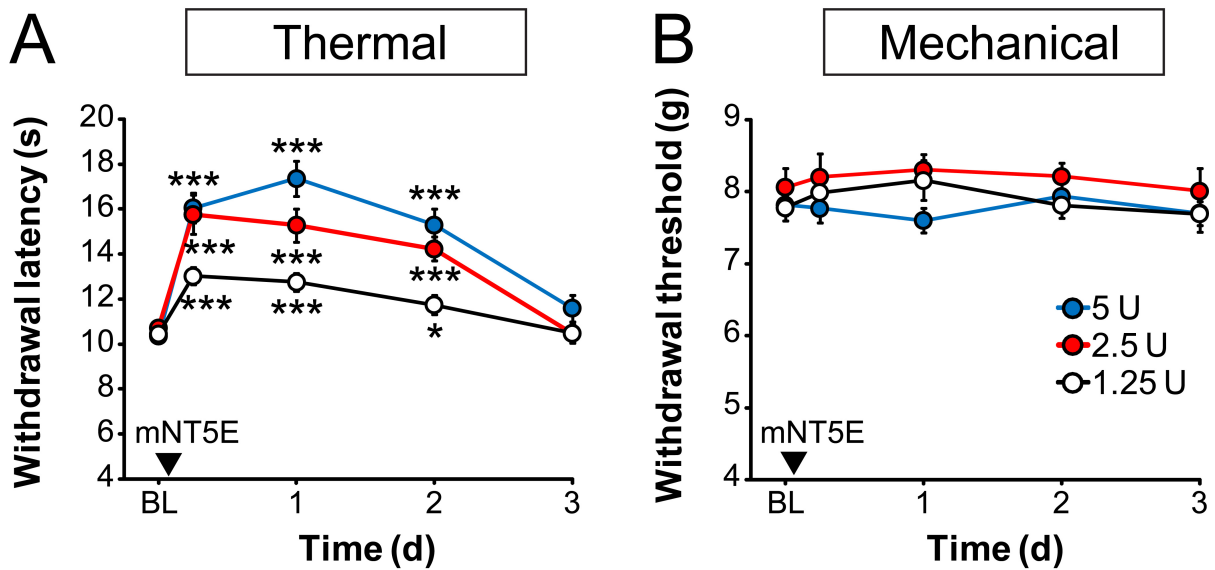 A
Thermal
Withdrawal latency (s)
20
18
16
14
12
10
8
6
4
***
***
***
***
***
***
***
***
*
mNT5E
BL
1
2
3
Time (d)
B
Mechanical
Withdrawal threshold (g)
9
8
7
6
5
4
5 U
2.5 U
1.25 U
mNT5E
BL
1
2
3
Time (d)